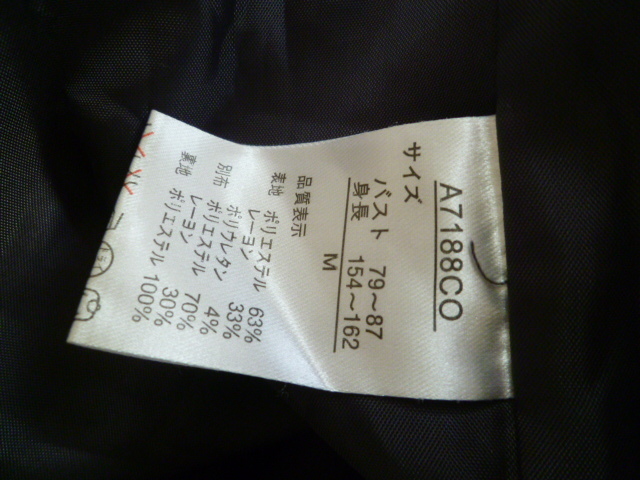 A7188CO
サイズ
バスト 79～87
身長 154～162
M
品質表示
表地 ポリエステル 63%
レーヨン 33%
ポリウレタン 4%
別布 ポリエステル 70%
レーヨン 30%
裏地 ポリエステル 100%